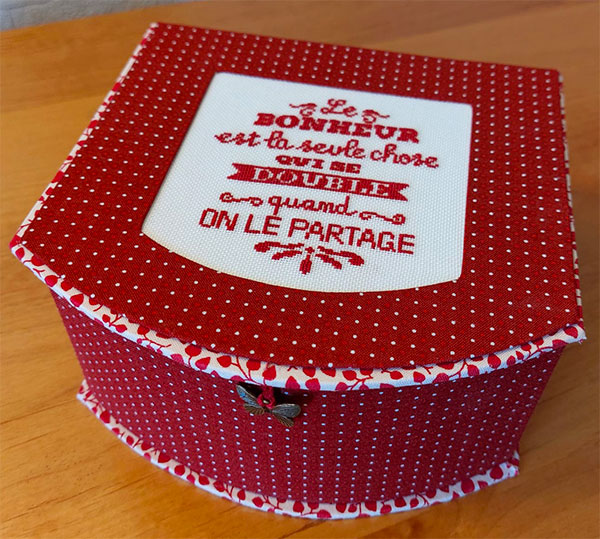 Le
BONHEUR
est la seule chose
QUI SE
DOUBLE
quand
ON LE PARTAGE